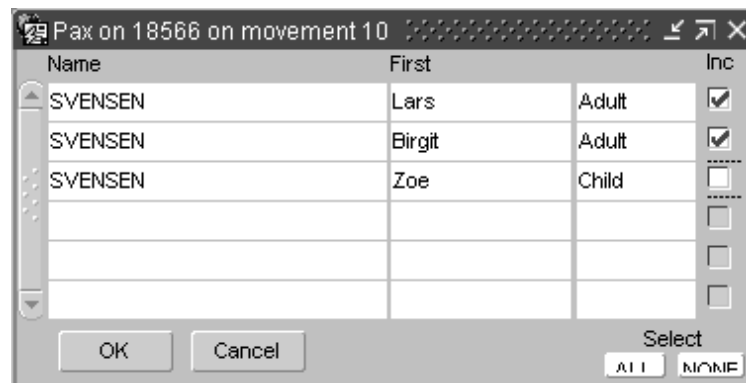 Pax on 18566 on movement 10
Name First Inc
SVENSEN Lars Adult
SVENSEN Birgit Adult
SVENSEN Zoe Child
OK Cancel Select
ALL NONE